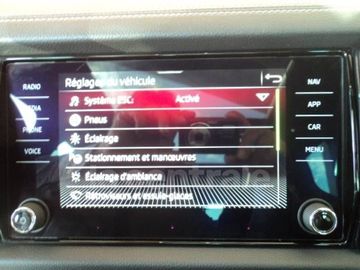 Réglages du véhicule
RADIO
MEDIA
PHONE
VOICE
Système ESC: Activé
Pneus
Éclairage
Stationnement et manœuvres
Éclairage d'ambiance
NAV
APP
CAR
MENU